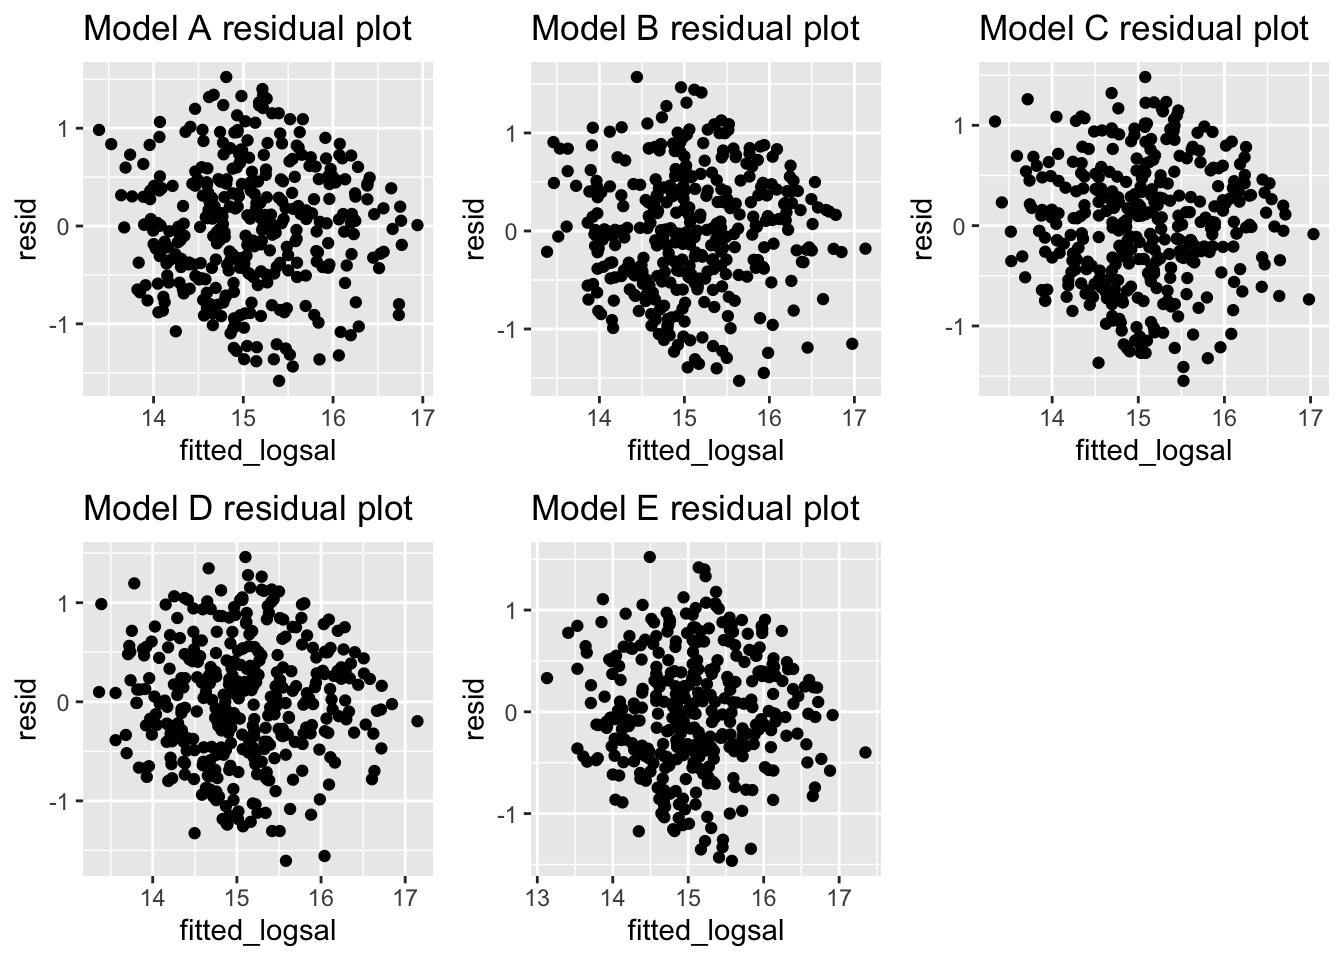 Model A residual plot
1
0
-1
resid
14 15 16 17
fitted_logsal
Model B residual plot
1
0
-1
resid
14 15 16 17
fitted_logsal
Model C residual plot
1
0
-1
resid
14 15 16 17
fitted_logsal
Model D residual plot
1
0
-1
resid
14 15 16 17
fitted_logsal
Model E residual plot
1
0
-1
resid
13 14 15 16 17
fitted_logsal